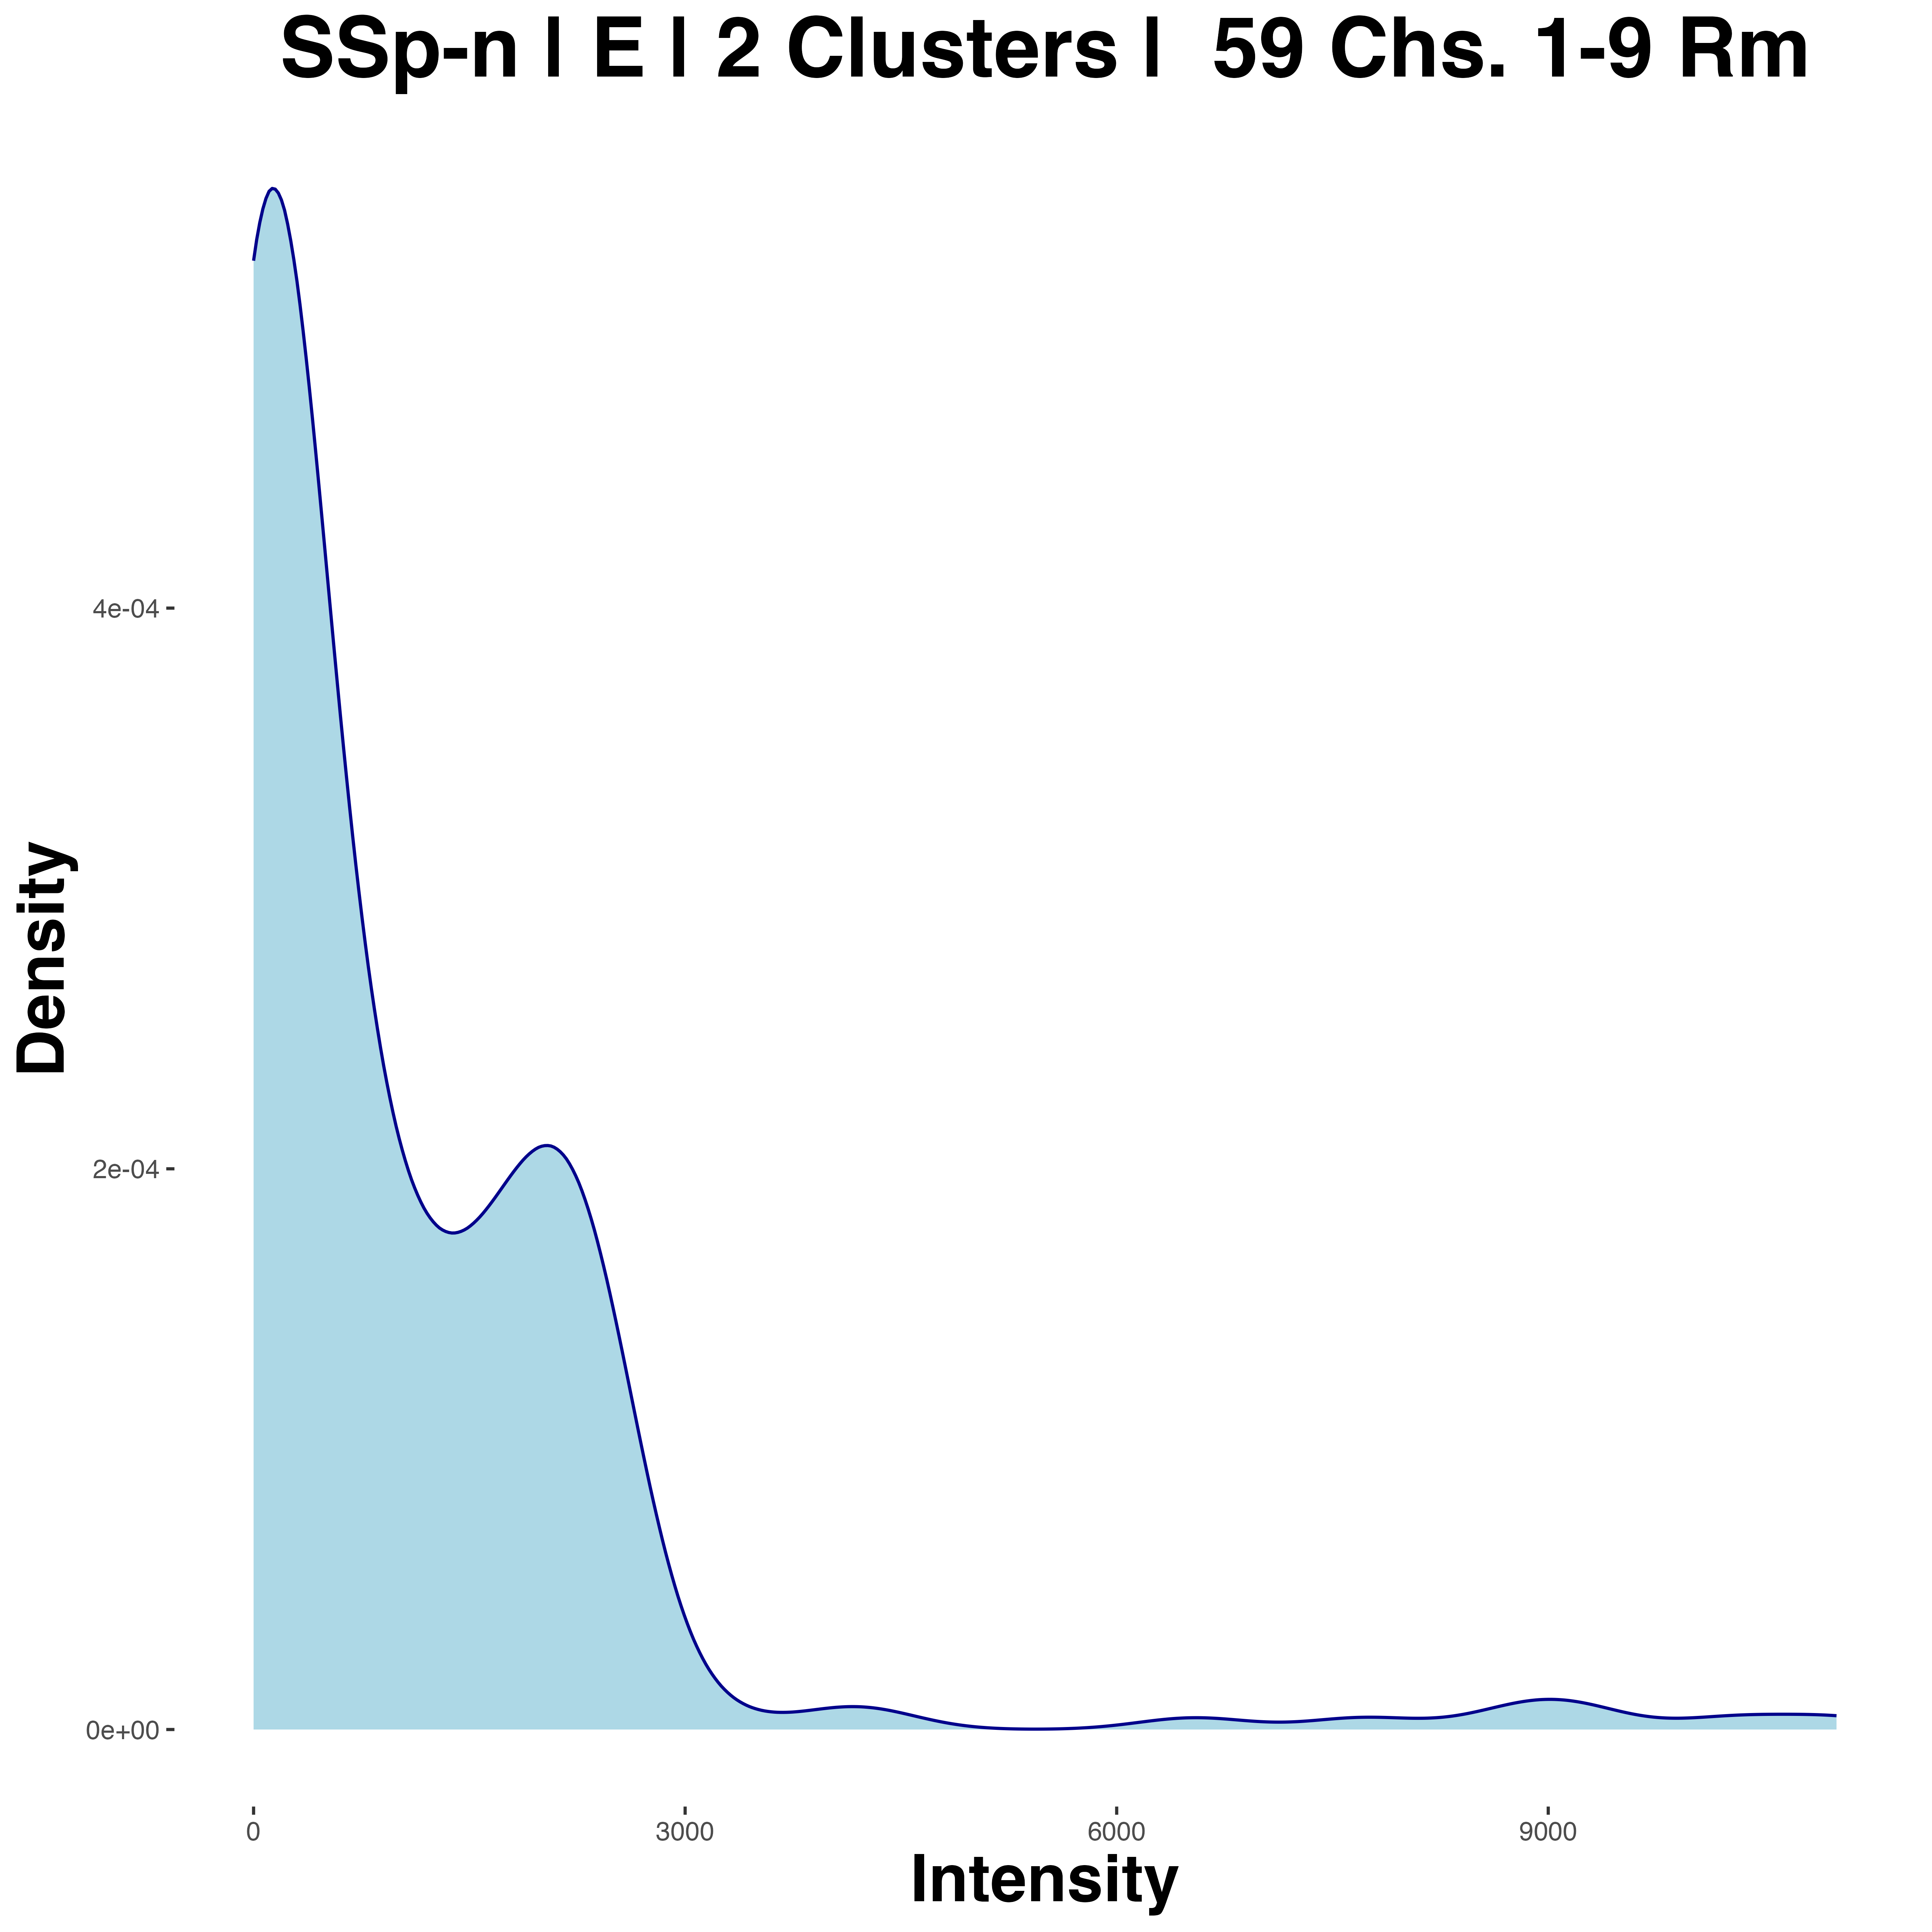 SSp-n | E | 2 Clusters |  59 Chs. 1-9 Rm
Density
4e-04
2e-04
0e+00
0 3000 6000 9000
Intensity